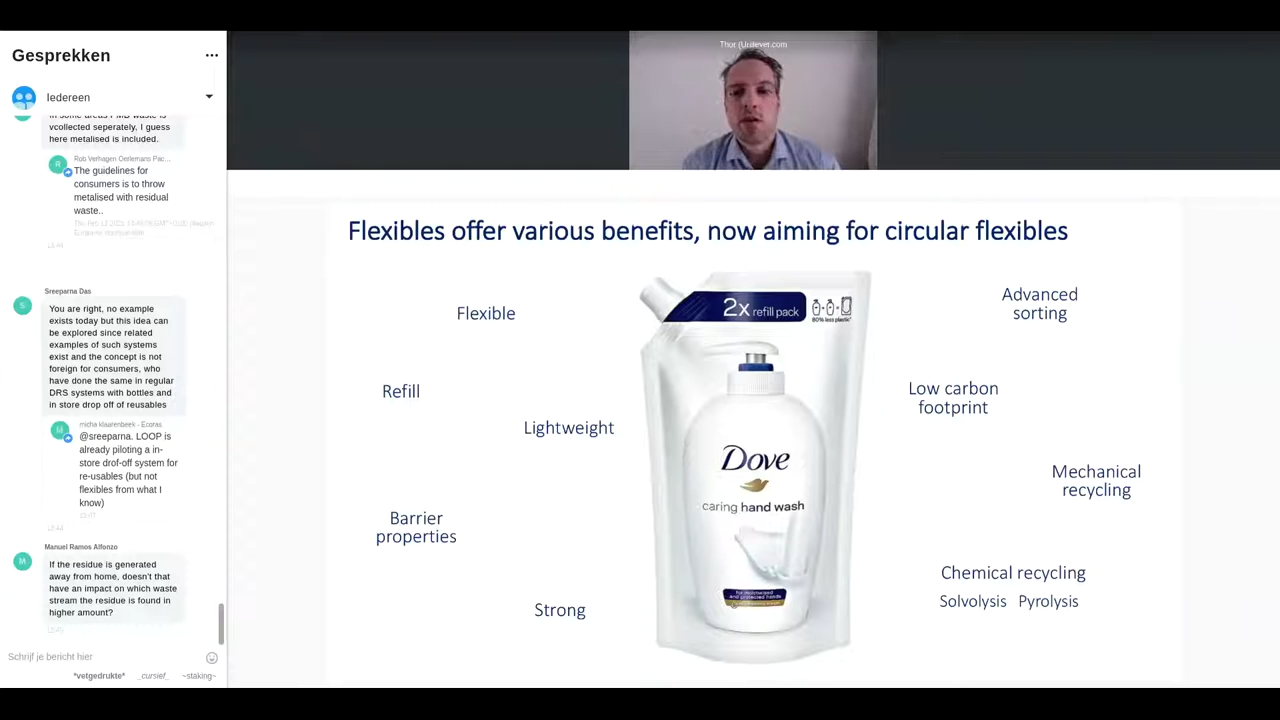 Gesprekken
Iedereen
vcollected seperately, I guess
here metalised is included.
Rob Verhagen Oerlemans Pac...
The guidelines for
consumers is to throw
metalised with residual
waste..
Sreeparna Das
S
You are right, no example
exists today but this idea can
be explored since related
examples of such systems
exist and the concept is not
foreign for consumers, who
have done the same in regular
DRS systems with bottles and
in store drop off of reusables
micha klaarenbeek - Ecoras
@sreeparna. LOOP is
already piloting a in-
store drof-off system for
re-usables (but not
flexibles from what I
know)
Manuel Ramos Alfonzo
M
If the residue is generated
away from home, doesn't that
have an impact on which waste
stream the residue is found in
higher amount?
Schrijf je bericht hier
*vetgedrukte* _cursief_ ~staking~
Thor (Unilever.com
Flexibles offer various benefits, now aiming for circular flexibles
Flexible
Refill
Lightweight
Barrier
properties
Strong
2x refill pack
Dove
caring hand wash
Advanced
sorting
Low carbon
footprint
Mechanical
recycling
Chemical recycling
Solvolysis Pyrolysis